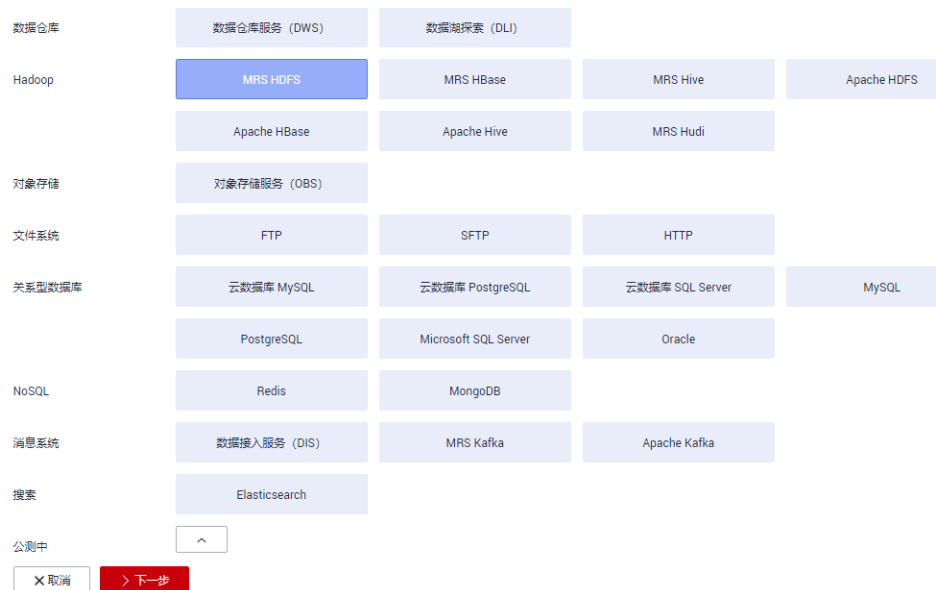 数据仓库 数据仓库服务（DWS） 数据湖探索（DLI）
Hadoop MRS HDFS MRS HBase MRS Hive Apache HDFS
Apache HBase Apache Hive MRS Hudi
对象存储 对象存储服务（OBS）
文件系统 FTP SFTP HTTP
关系型数据库 云数据库 MySQL 云数据库 PostgreSQL 云数据库 SQL Server MySQL
PostgreSQL Microsoft SQL Server Oracle
NoSQL Redis MongoDB
消息系统 数据接入服务（DIS） MRS Kafka Apache Kafka
搜索 Elasticsearch
公测中
取消 下一步